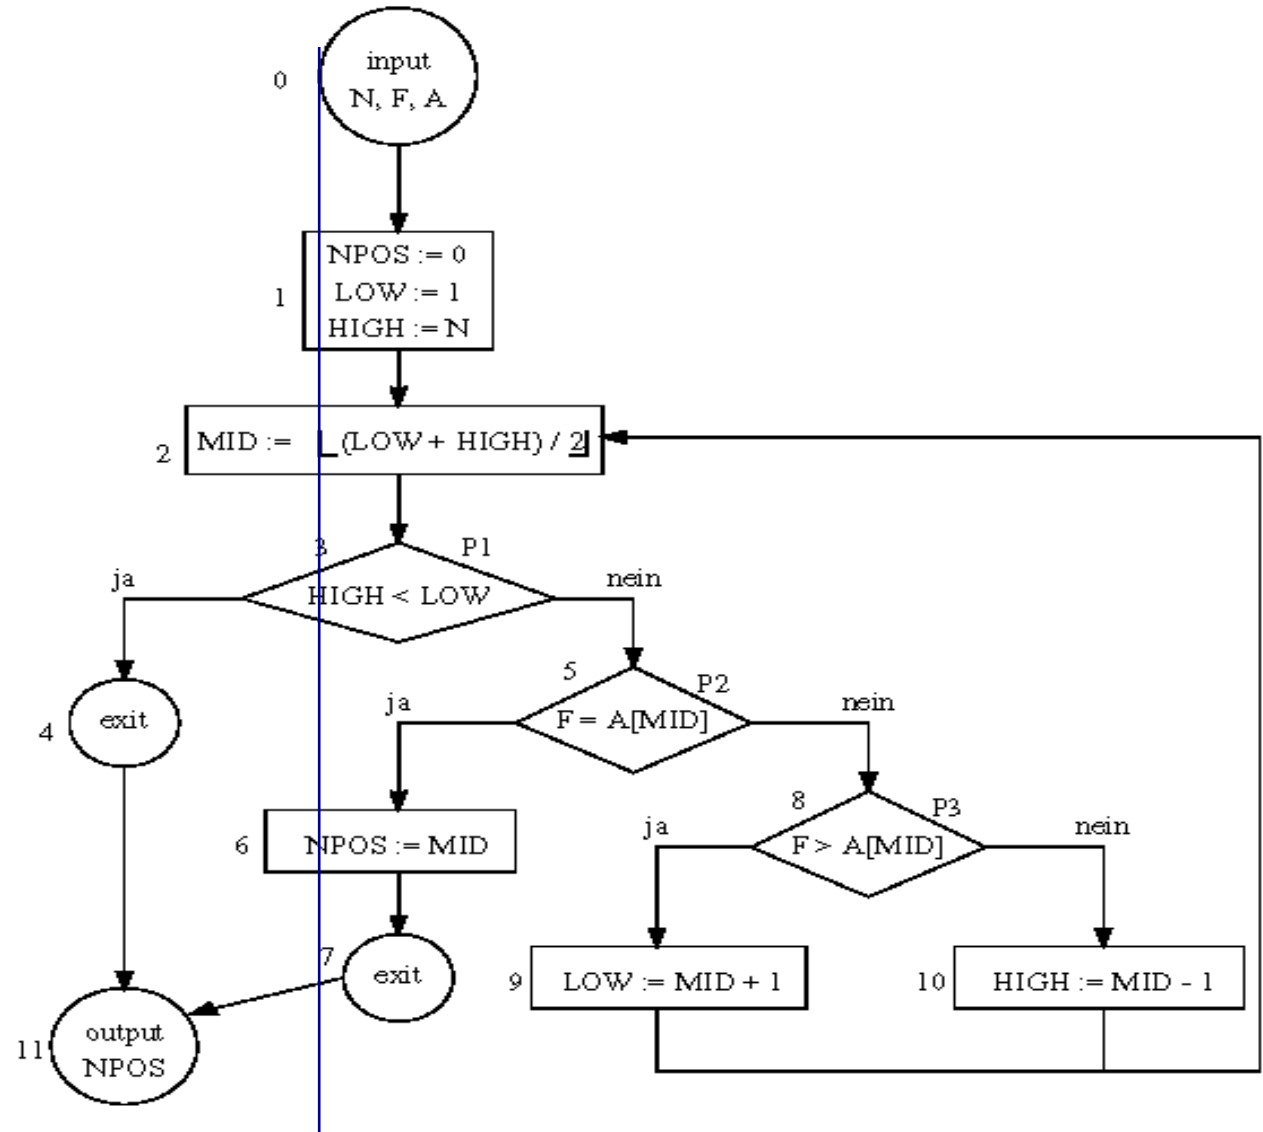 0
input
N, F, A
1
NPOS := 0
LOW := 1
HIGH := N
2
MID := ⌊ (LOW + HIGH) / 2⌋
3
P1
ja
HIGH < LOW
nein
4
exit
5
P2
ja
F = A[MID]
nein
6
NPOS := MID
8
P3
ja
F > A[MID]
nein
7
exit
9
LOW := MID + 1
10
HIGH := MID - 1
11
output
NPOS